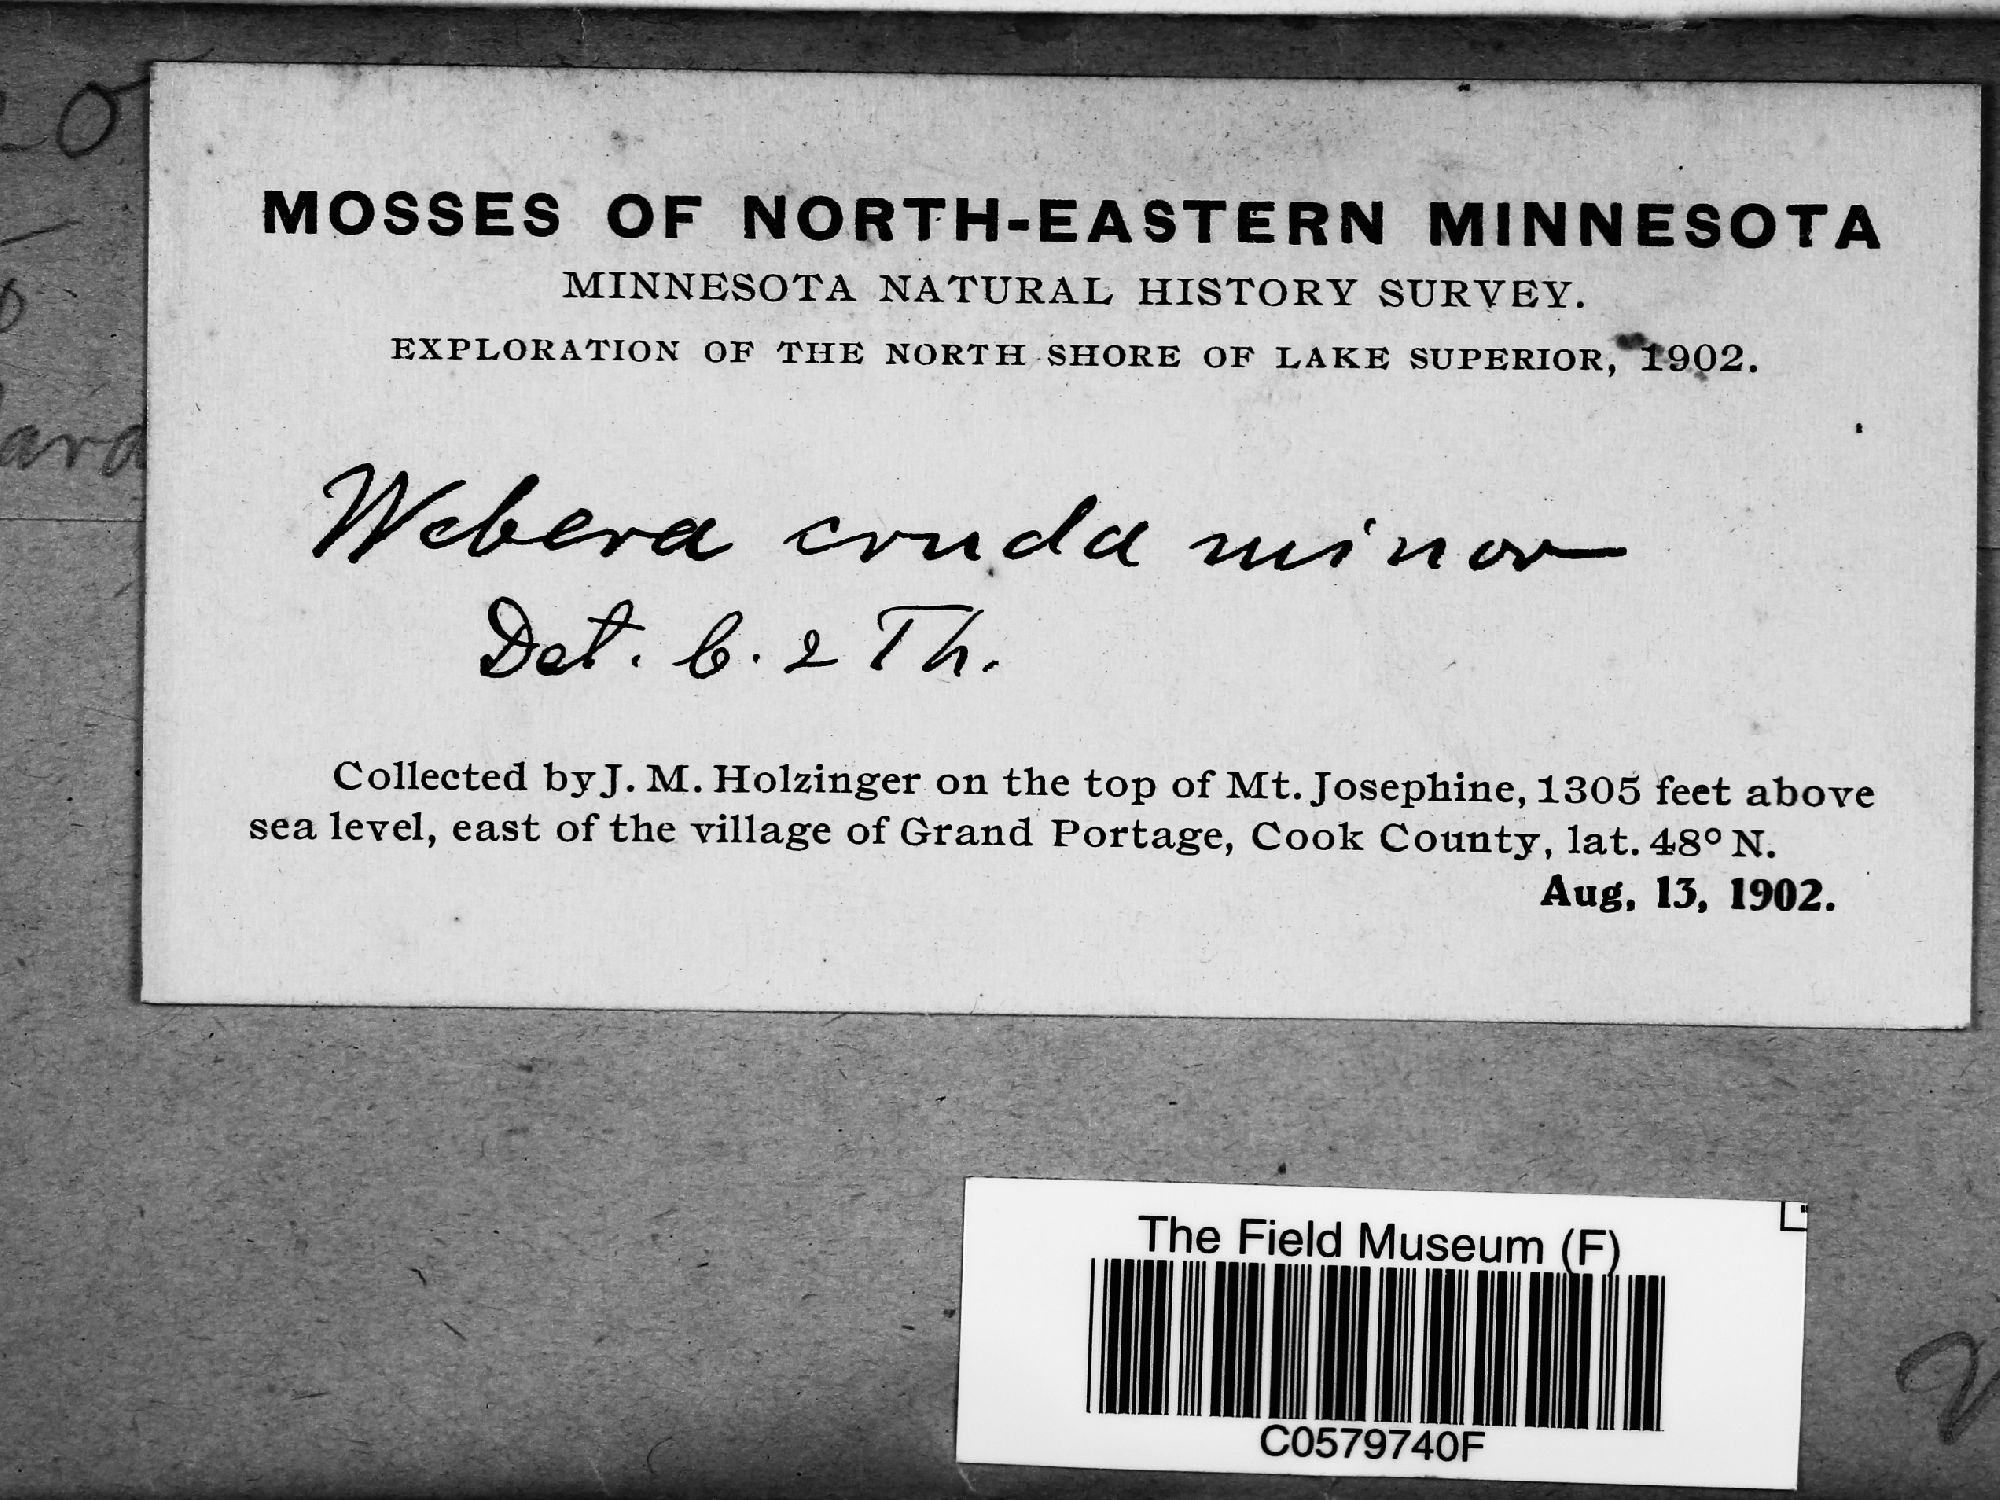 MOSSES OF NORTH-EASTERN MINNESOTA
MINNESOTA NATURAL HISTORY SURVEY.
EXPLORATION OF THE NORTH SHORE OF LAKE SUPERIOR, 1902.
Webera cruda minor
Det. C. & Th.
Collected by J. M. Holzinger on the top of Mt. Josephine, 1305 feet above
sea level, east of the village of Grand Portage, Cook County, lat. 48° N.
Aug, 13, 1902.
The Field Museum (F)
C0579740F